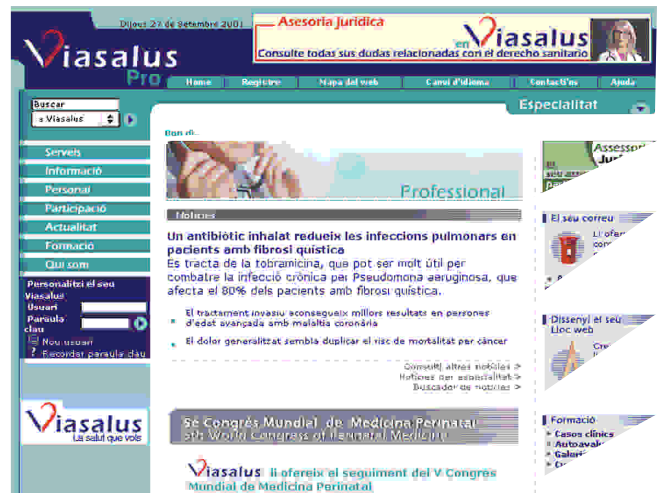 Dijous 27 de Setembre 2001
Asesoría Jurídica
en Viasalus
Consulte todas sus dudas relacionadas con el derecho sanitario
Viasalus
Pro
Home
Registre
Mapa del web
Canvi d'idioma
Contacti'ns
Ajuda
Buscar
a Viasalus
Especialitat
Bon di..
Serveis
Informació
Personal
Participació
Actualitat
Formació
Qui som
Personalitzi el seu
Viasalus
Usuari
Paraula
clau
Nou usuari
? Recordar paraula clau
Viasalus
La salut que vols
Professional
Notícies
Un antibiòtic inhalat redueix les infeccions pulmonars en
pacients amb fibrosi quística
Es tracta de la tobramicina, que pot ser molt útil per
combatre la infecció crònica per Pseudomona aeruginosa, que
afecta el 80% dels pacients amb fibrosi quística.
El tractament invasiu aconsegueix millors resultats en persones
d'edat avançada amb malaltia coronària
El dolor generalitzat sembla duplicar el risc de mortalitat per càncer
Consulti altres notícies >
Notícies per especialitat >
Buscador de notícies >
5è Congrés Mundial de Medicina Perinatal
5th World Congress of Perinatal Medicine
Viasalus li ofereix el seguiment del V Congrés
Mundial de Medicina Perinatal
El seu correu
Dissenyi el seu
Lloc web
Formació
Casos clínics